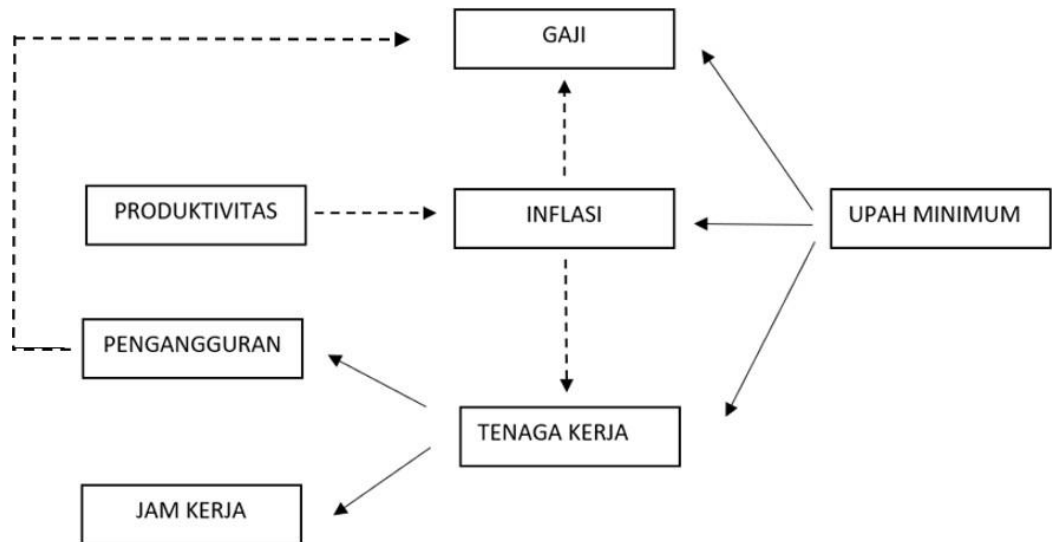 GAJI
PRODUKTIVITAS
INFLASI
UPAH MINIMUM
PENGANGGURAN
TENAGA KERJA
JAM KERJA